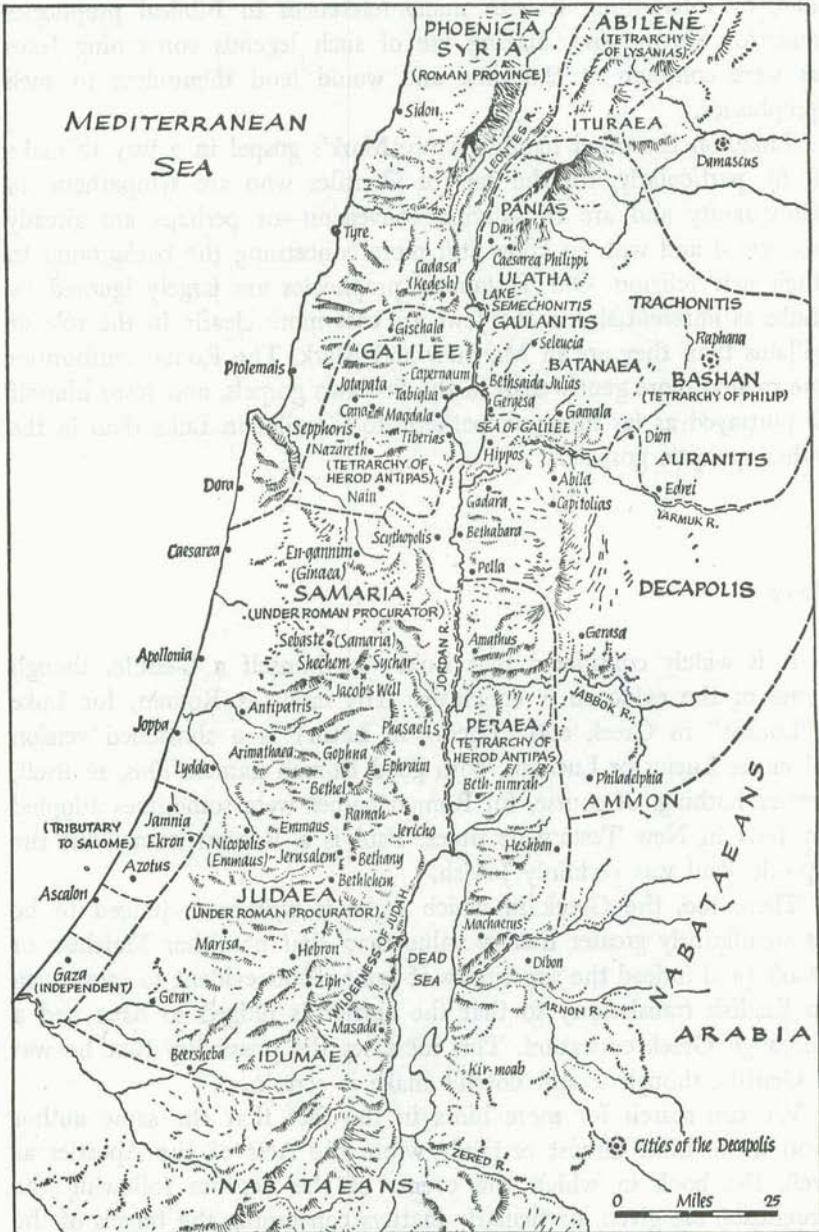 MEDITERRANEAN
SEA
PHOENICIA
SYRIA
(ROMAN PROVINCE)
ABILENE
(TETRARCHY
OF LYSANIAS)
Sidon
ITURAEA
Damascus
Tyre
PANIAS
Dan
Caesarea Philippi
Cadasa
(Kedesh)
ULATHA
LAKE
SEMECHONITIS
GAULANITIS
TRACHONITIS
Gischala
Seleucia
Raphana
GALILEE
BATANAEA
BASHAN
(TETRARCHY OF PHILIP)
Ptolemais
Capernaum
Bethsaida Julias
Jotapata
Tabigha
Gergesa
Gamala
Cana
Magdala
SEA OF GALILEE
Sepphoris
Tiberias
Dion
Hippos
AURANITIS
Nazareth
(TETRARCHY OF
HEROD ANTIPAS)
Abila
Edrei
Dora
Nain
Gadara
Capitolias
YARMUK R.
Caesarea
Scythopolis
Bethabara
En-gannim
(Ginaea)
Pella
SAMARIA
(UNDER ROMAN PROCURATOR)
DECAPOLIS
JORDAN R.
Amathus
Gerasa
Sebaste (Samaria)
Apollonia
Shechem
Sychar
Jacob's Well
JABBOK R.
Antipatris
Joppa
Phasaelis
PERAEA
(TETRARCHY OF
HEROD ANTIPAS)
Arimathaea
Gophna
Ephraim
Lydda
Philadelphia
Bethel
Beth-nimrah
AMMON
Jamnia
Emmaus
Ramah
Jericho
(TRIBUTARY
TO SALOME)
Ekron
Nicopolis
(Emmaus)
Jerusalem
Bethany
Heshbon
Azotus
Bethlehem
Ascalon
JUDAEA
(UNDER ROMAN PROCURATOR)
WILDERNESS OF JUDAH
Machaerus
Marisa
DEAD
SEA
Gaza
(INDEPENDENT)
Hebron
Dibon
NABATAEANS
Gerar
Ziph
ARNON R.
ARABIA
Masada
Beersheba
IDUMAEA
Kir-moab
Cities of the Decapolis
ZERED R.
NABATAEANS
0 Miles 25